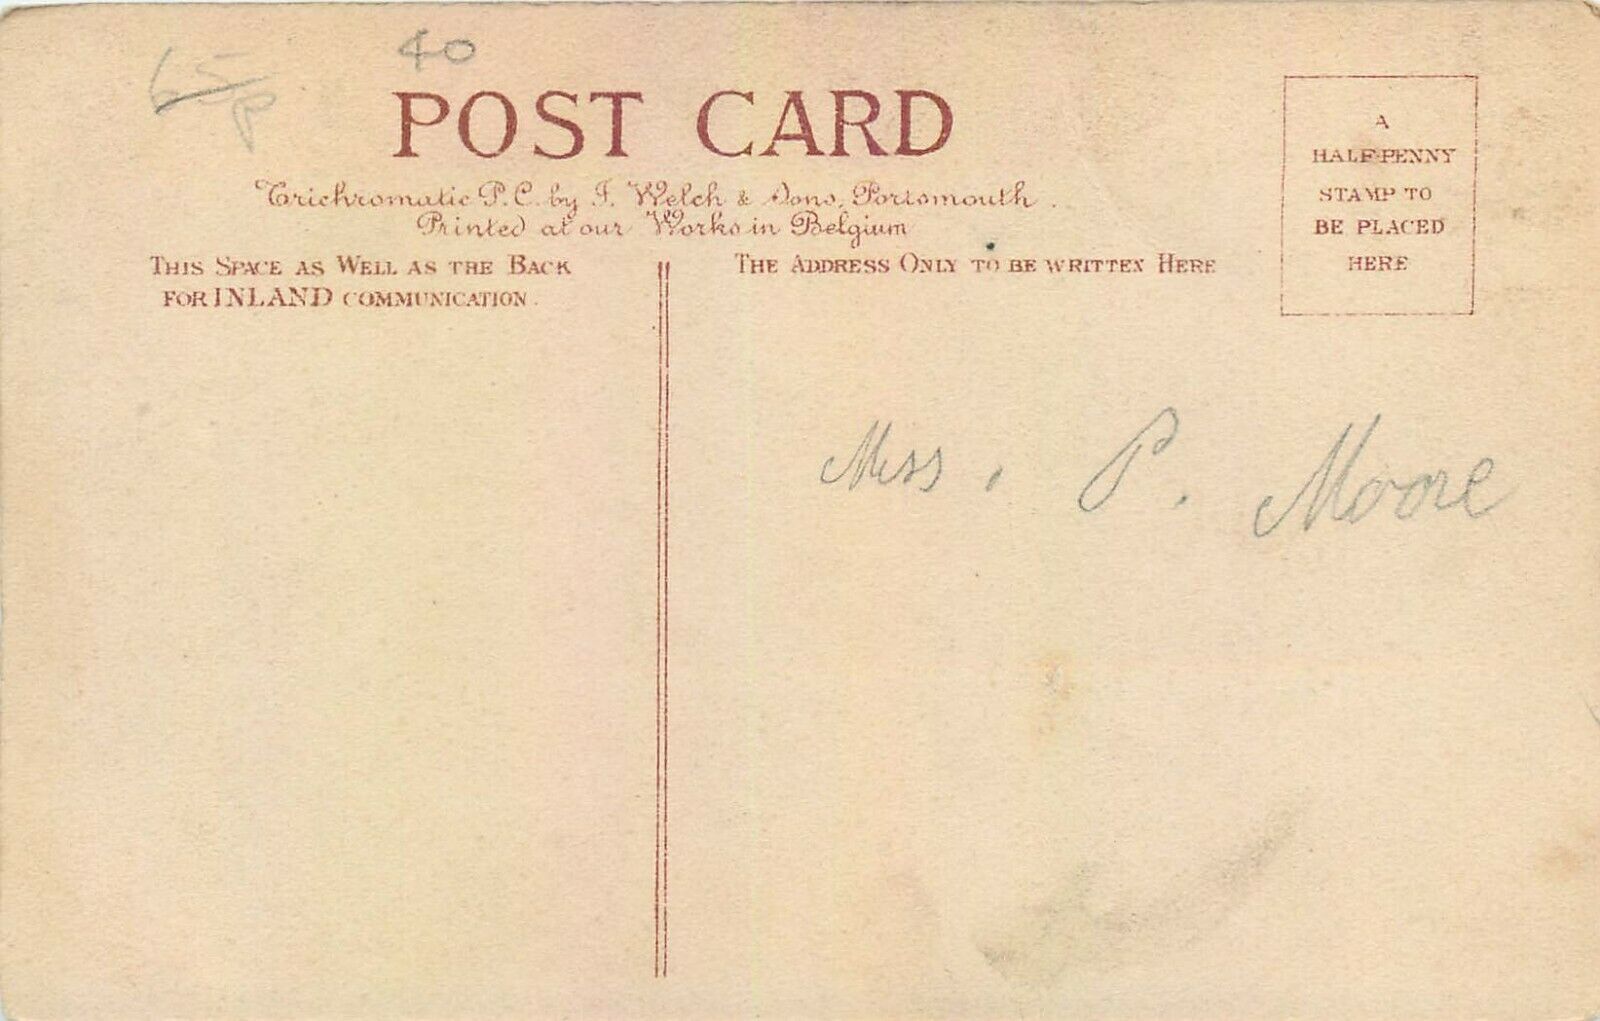 65p
40
POST CARD
Trichromatic P.C. by J. Welch & Sons, Portsmouth.
Printed at our Works in Belgium
THIS SPACE AS WELL AS THE BACK
FOR INLAND COMMUNICATION.
THE ADDRESS ONLY TO BE WRITTEN HERE
A
HALF-PENNY
STAMP TO
BE PLACED
HERE
Miss. P. Moore